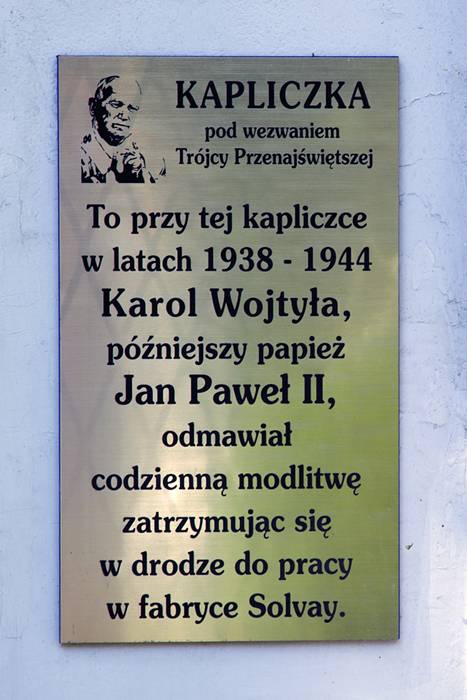 KAPLICZKA
pod wezwaniem
Trójcy Przenajświętszej
To przy tej kapliczce
w latach 1938 - 1944
Karol Wojtyła,
późniejszy papież
Jan Paweł II,
odmawiał
codzienną modlitwę
zatrzymując się
w drodze do pracy
w fabryce Solvay.